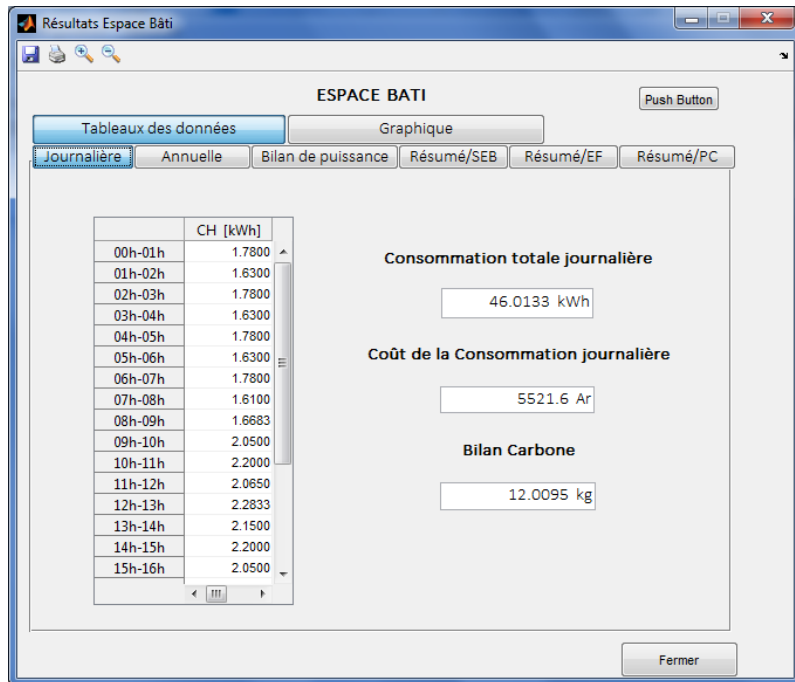 Résultats Espace Bâti
ESPACE BATI
Push Button
Tableaux des données Graphique
Journalière Annuelle Bilan de puissance Résumé/SEB Résumé/EF Résumé/PC
CH [kWh]
00h-01h 1.7800
01h-02h 1.6300
02h-03h 1.7800
03h-04h 1.6300
04h-05h 1.7800
05h-06h 1.6300
06h-07h 1.7800
07h-08h 1.6100
08h-09h 1.6683
09h-10h 2.0500
10h-11h 2.2000
11h-12h 2.0650
12h-13h 2.2833
13h-14h 2.1500
14h-15h 2.2000
15h-16h 2.0500
Consommation totale journalière
46.0133 kWh
Coût de la Consommation journalière
5521.6 Ar
Bilan Carbone
12.0095 kg
Fermer